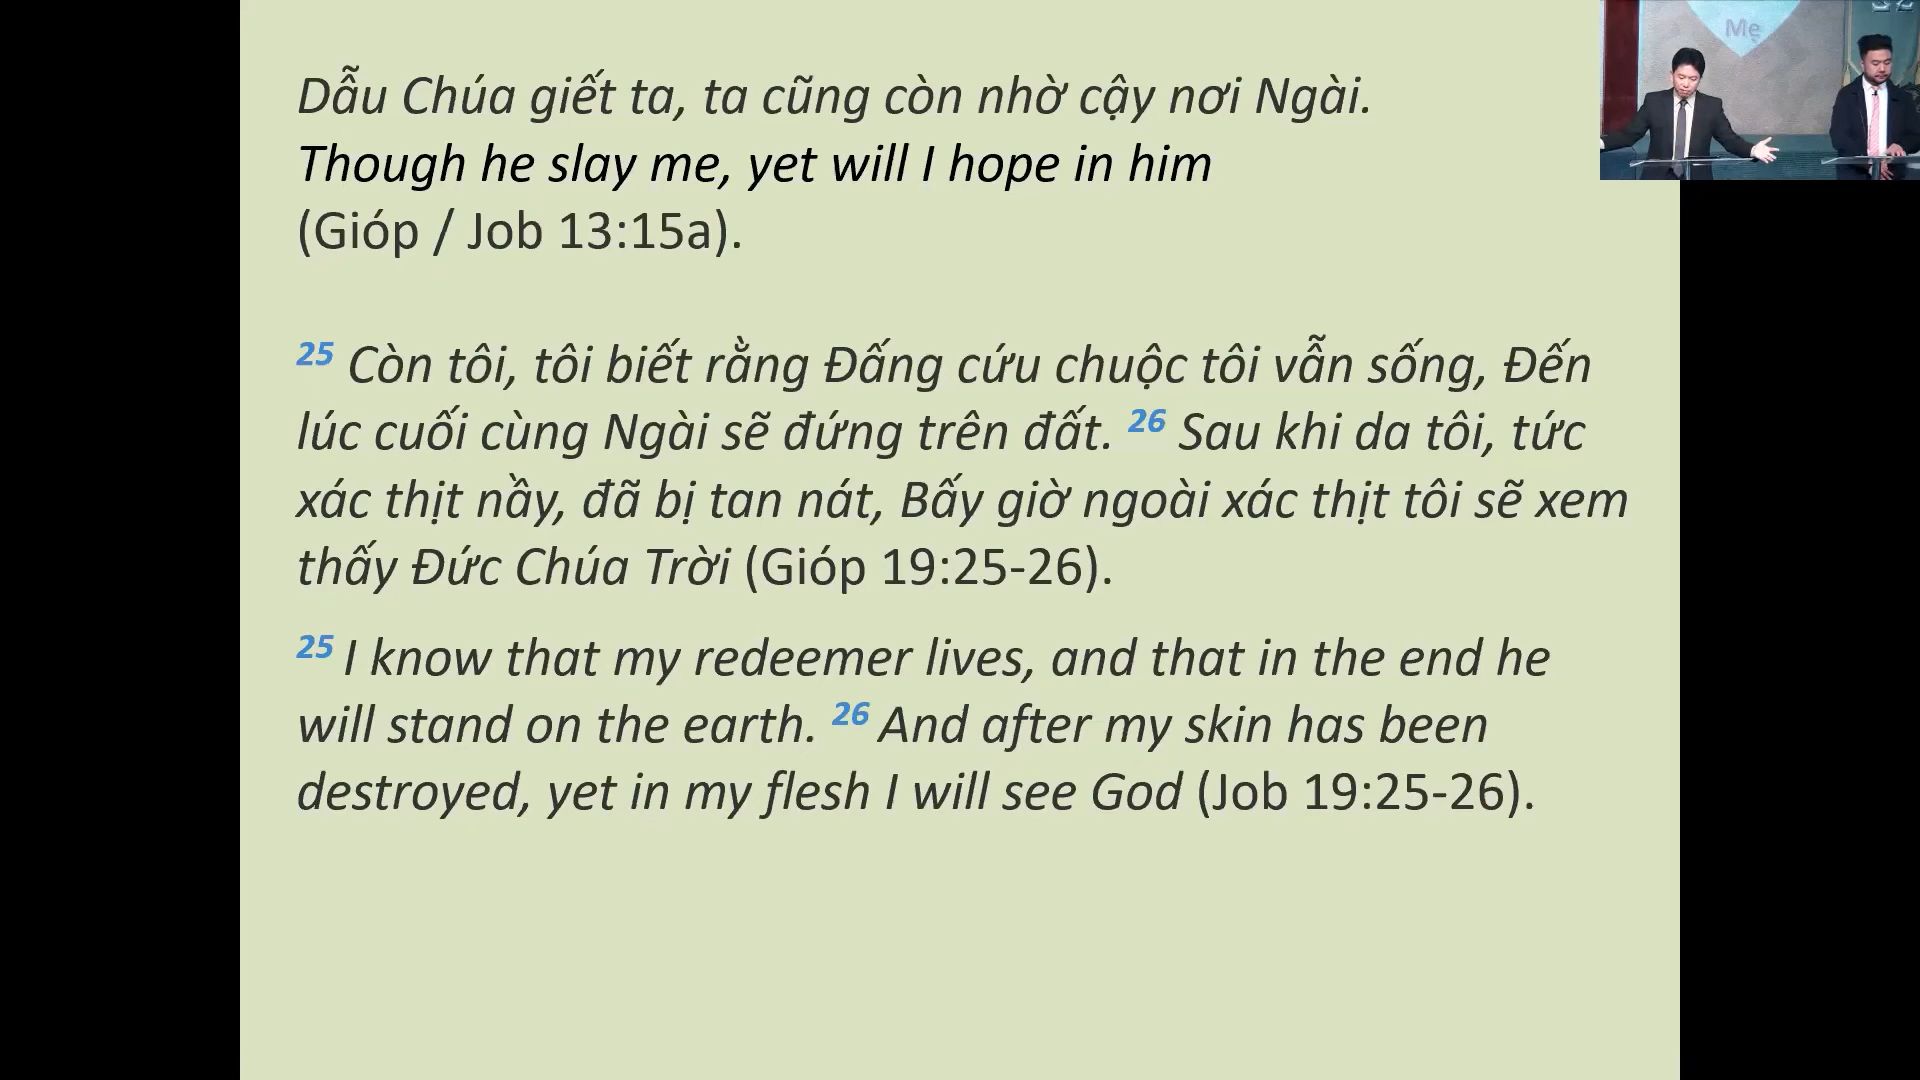 Dẫu Chúa giết ta, ta cũng còn nhờ cậy nơi Ngài.
Though he slay me, yet will I hope in him
(Gióp / Job 13:15a).
25 Còn tôi, tôi biết rằng Đấng cứu chuộc tôi vẫn sống, Đến
lúc cuối cùng Ngài sẽ đứng trên đất. 26 Sau khi da tôi, tức
xác thịt nầy, đã bị tan nát, Bấy giờ ngoài xác thịt tôi sẽ xem
thấy Đức Chúa Trời (Gióp 19:25-26).
25 I know that my redeemer lives, and that in the end he
will stand on the earth. 26 And after my skin has been
destroyed, yet in my flesh I will see God (Job 19:25-26).
Mẹ